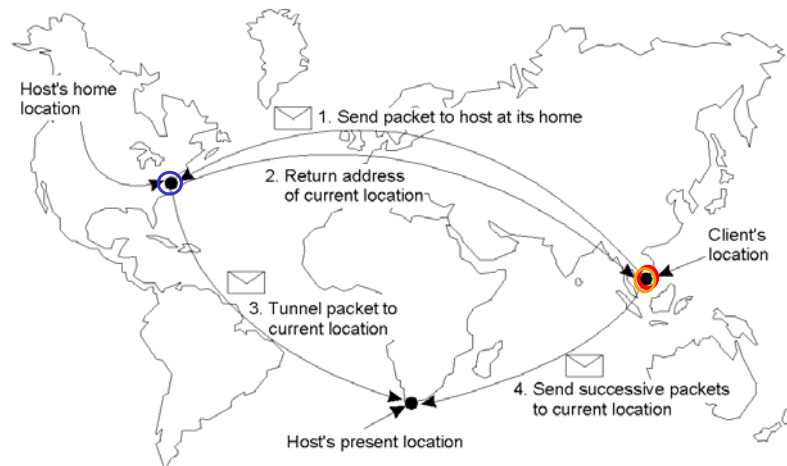 Host's home
location
1. Send packet to host at its home
2. Return address
of current location
Client's
location
3. Tunnel packet to
current location
4. Send successive packets
to current location
Host's present location